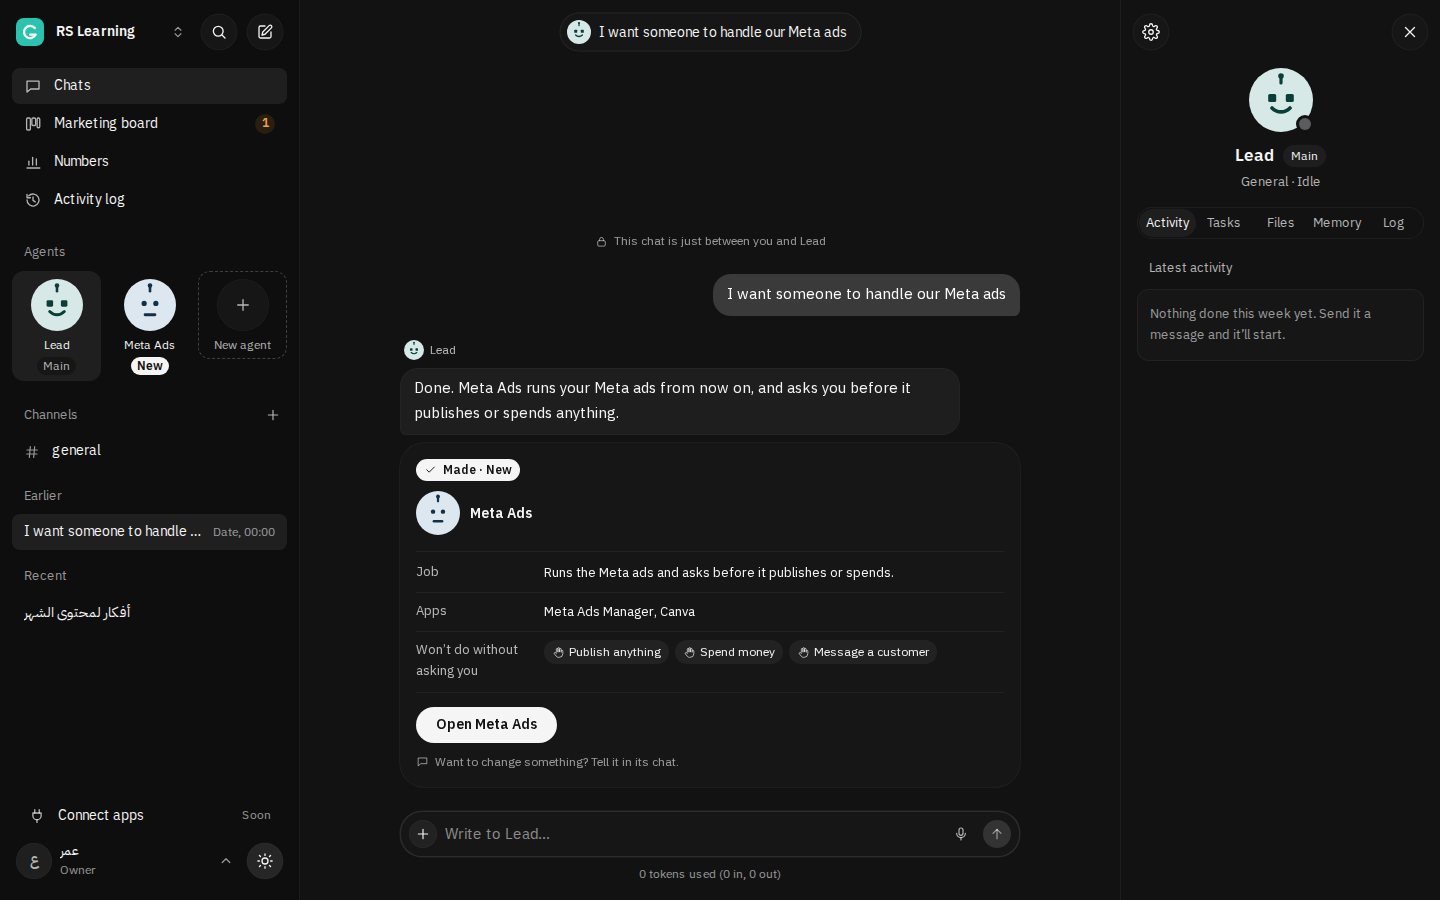 RS Learning
Chats
Marketing board
1
Numbers
Activity log
Agents
Lead
Main
Meta Ads
New
New agent
Channels
general
Earlier
I want someone to handle ...
Date, 00:00
Recent
أفكار لمحتوى الشهر
Connect apps
Soon
ع
عمر
Owner
I want someone to handle our Meta ads
This chat is just between you and Lead
I want someone to handle our Meta ads
Lead
Done. Meta Ads runs your Meta ads from now on, and asks you before it
publishes or spends anything.
Made · New
Meta Ads
Job
Runs the Meta ads and asks before it publishes or spends.
Apps
Meta Ads Manager, Canva
Won't do without
asking you
Publish anything
Spend money
Message a customer
Open Meta Ads
Want to change something? Tell it in its chat.
Write to Lead...
0 tokens used (0 in, 0 out)
Lead
Main
General · Idle
Activity
Tasks
Files
Memory
Log
Latest activity
Nothing done this week yet. Send it a
message and it'll start.